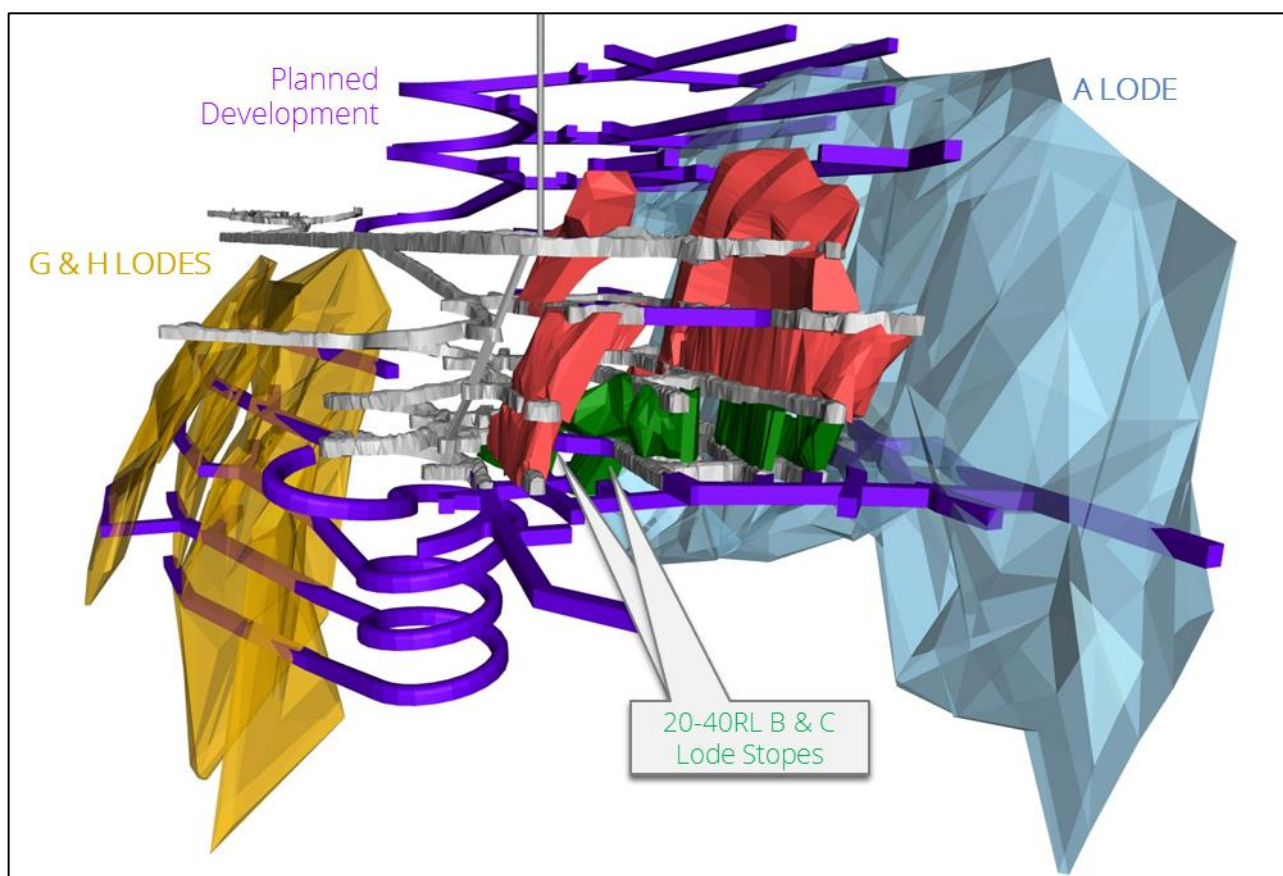 Planned
Development
A LODE
G & H LODES
20-40RL B & C
Lode Stopes